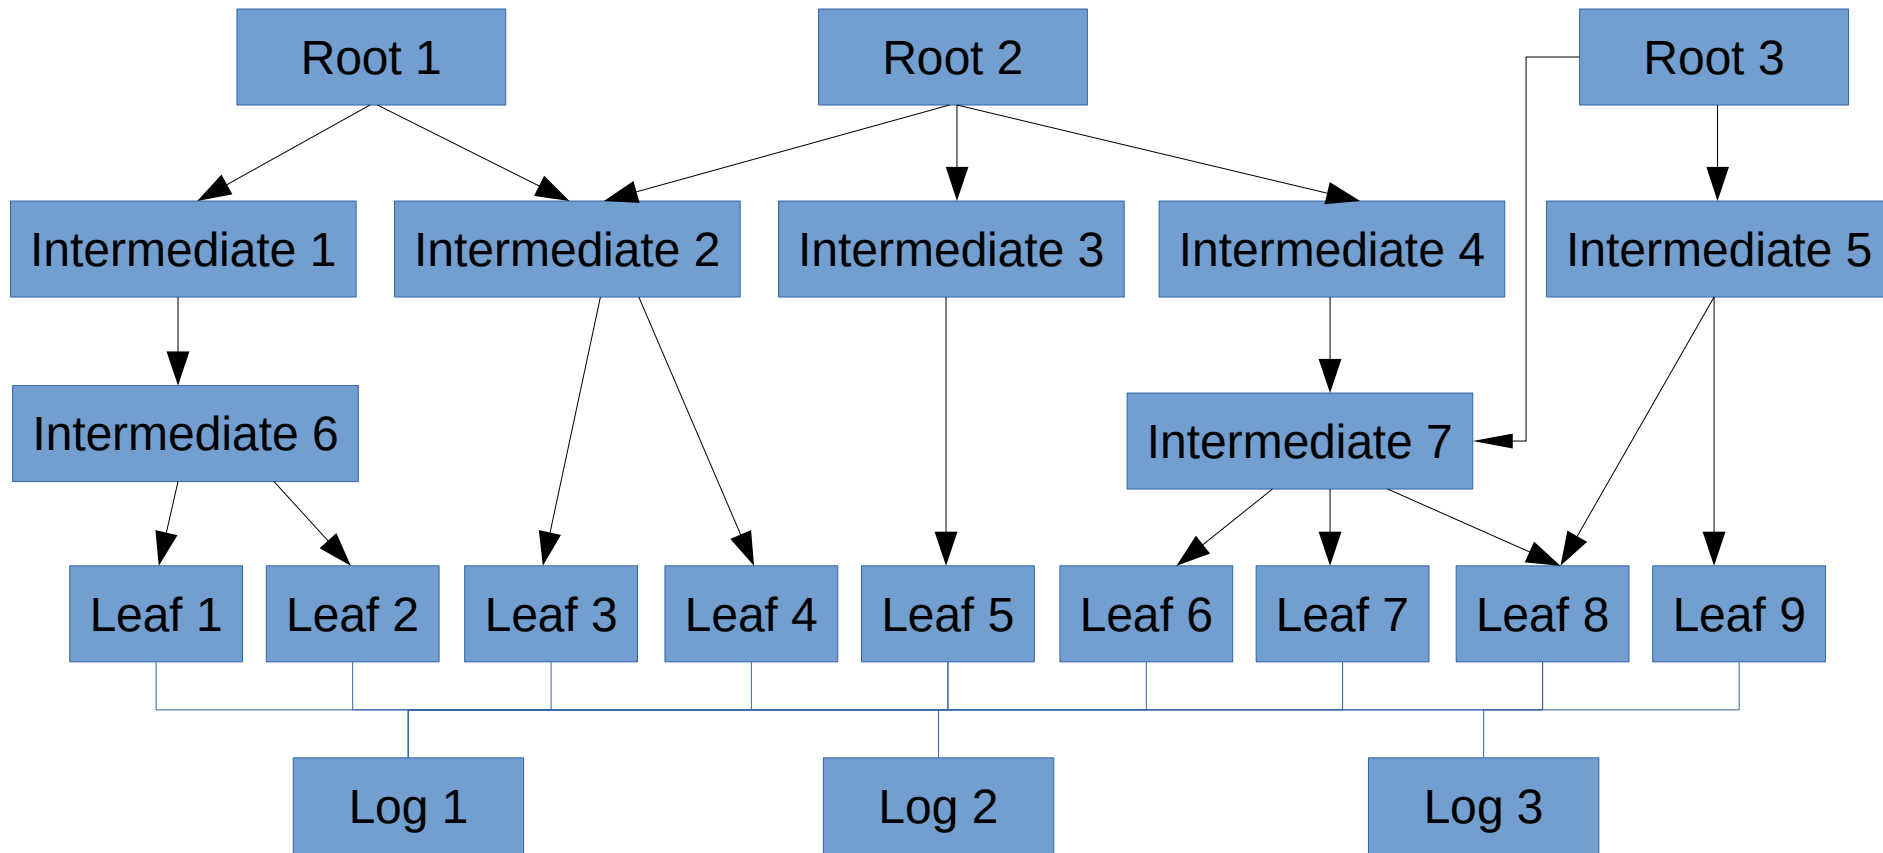 Root 1
Root 2
Root 3
Intermediate 1
Intermediate 2
Intermediate 3
Intermediate 4
Intermediate 5
Intermediate 6
Intermediate 7
Leaf 1
Leaf 2
Leaf 3
Leaf 4
Leaf 5
Leaf 6
Leaf 7
Leaf 8
Leaf 9
Log 1
Log 2
Log 3